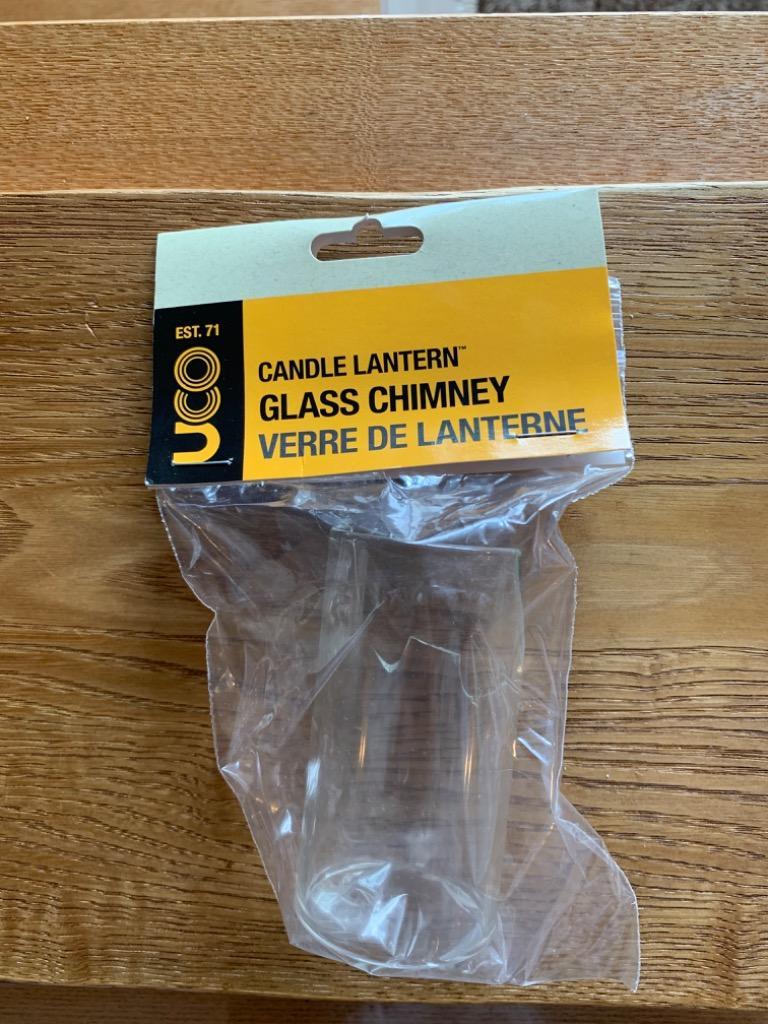 EST. 71
UCO
CANDLE LANTERN™
GLASS CHIMNEY
VERRE DE LANTERNE